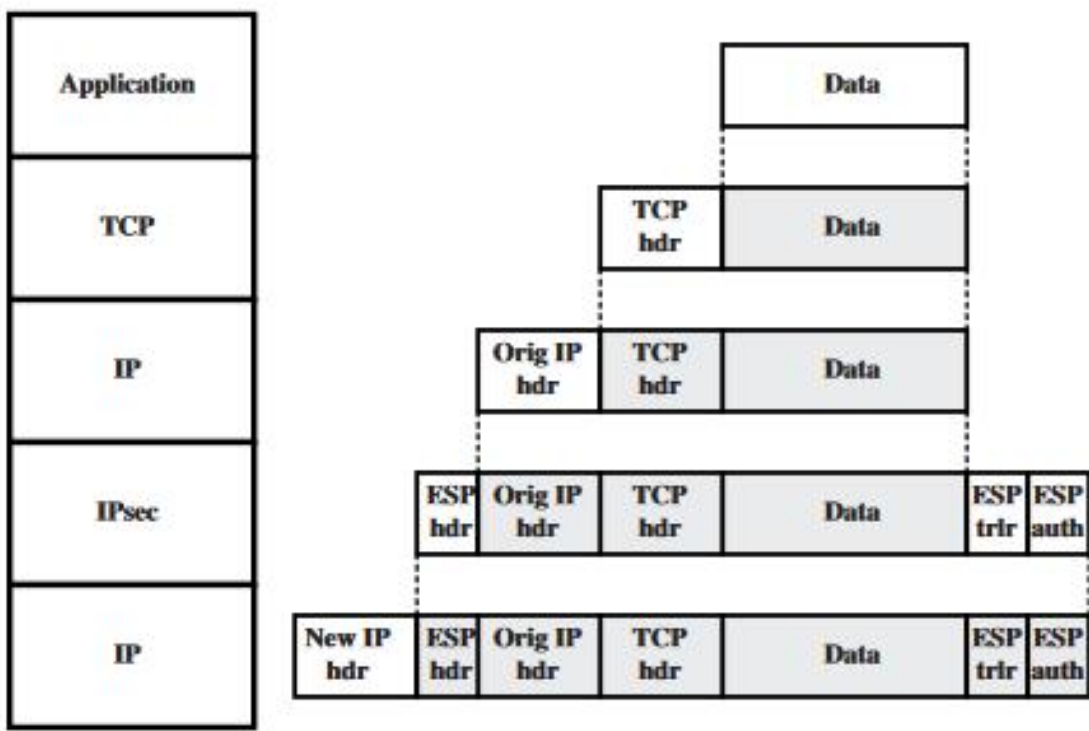 Application
Data
TCP
TCP
hdr
Data
IP
Orig IP
hdr
TCP
hdr
Data
IPsec
ESP
hdr
Orig IP
hdr
TCP
hdr
Data
ESP
trlr
ESP
auth
IP
New IP
hdr
ESP
hdr
Orig IP
hdr
TCP
hdr
Data
ESP
trlr
ESP
auth